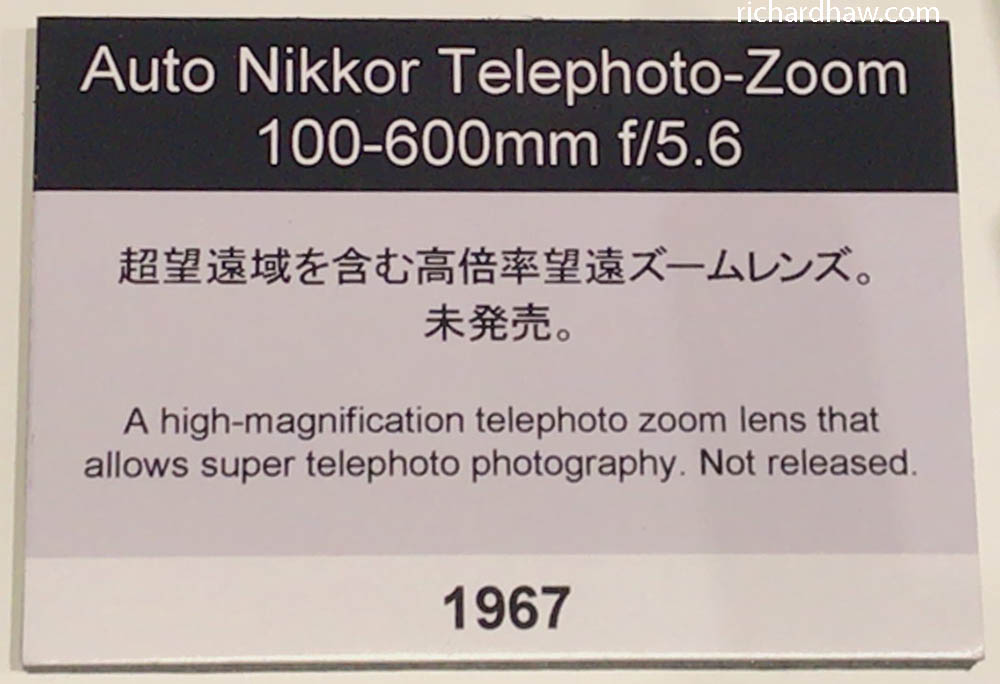 richardhaw.com
Auto Nikkor Telephoto-Zoom
100-600mm f/5.6
超望遠域を含む高倍率望遠ズームレンズ。
未発売。
A high-magnification telephoto zoom lens that
allows super telephoto photography. Not released.
1967